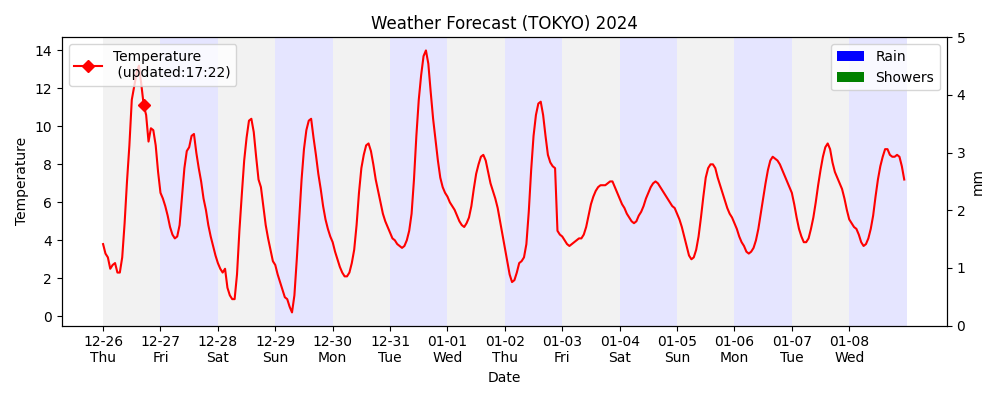 Weather Forecast (TOKYO) 2024
Temperature
(updated:17:22)
Rain
Showers
Temperature
14
12
10
8
6
4
2
0
5
4
3
2
1
0
mm
12-26 12-27 12-28 12-29 12-30 12-31 01-01 01-02 01-03 01-04 01-05 01-06 01-07 01-08
Thu Fri Sat Sun Mon Tue Wed Thu Fri Sat Sun Mon Tue Wed
Date